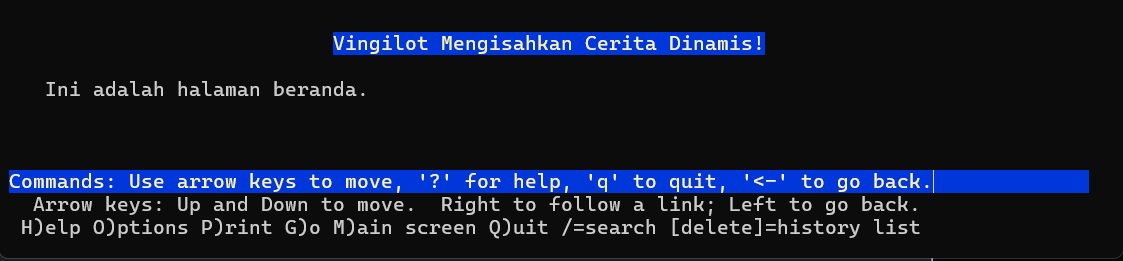 Vingilot Mengisahkan Cerita Dinamis!
Ini adalah halaman beranda.
Commands: Use arrow keys to move, '?' for help, 'q' to quit, '<-' to go back.
Arrow keys: Up and Down to move.  Right to follow a link; Left to go back.
H)elp O)ptions P)rint G)o M)ain screen Q)uit /=search [delete]=history list